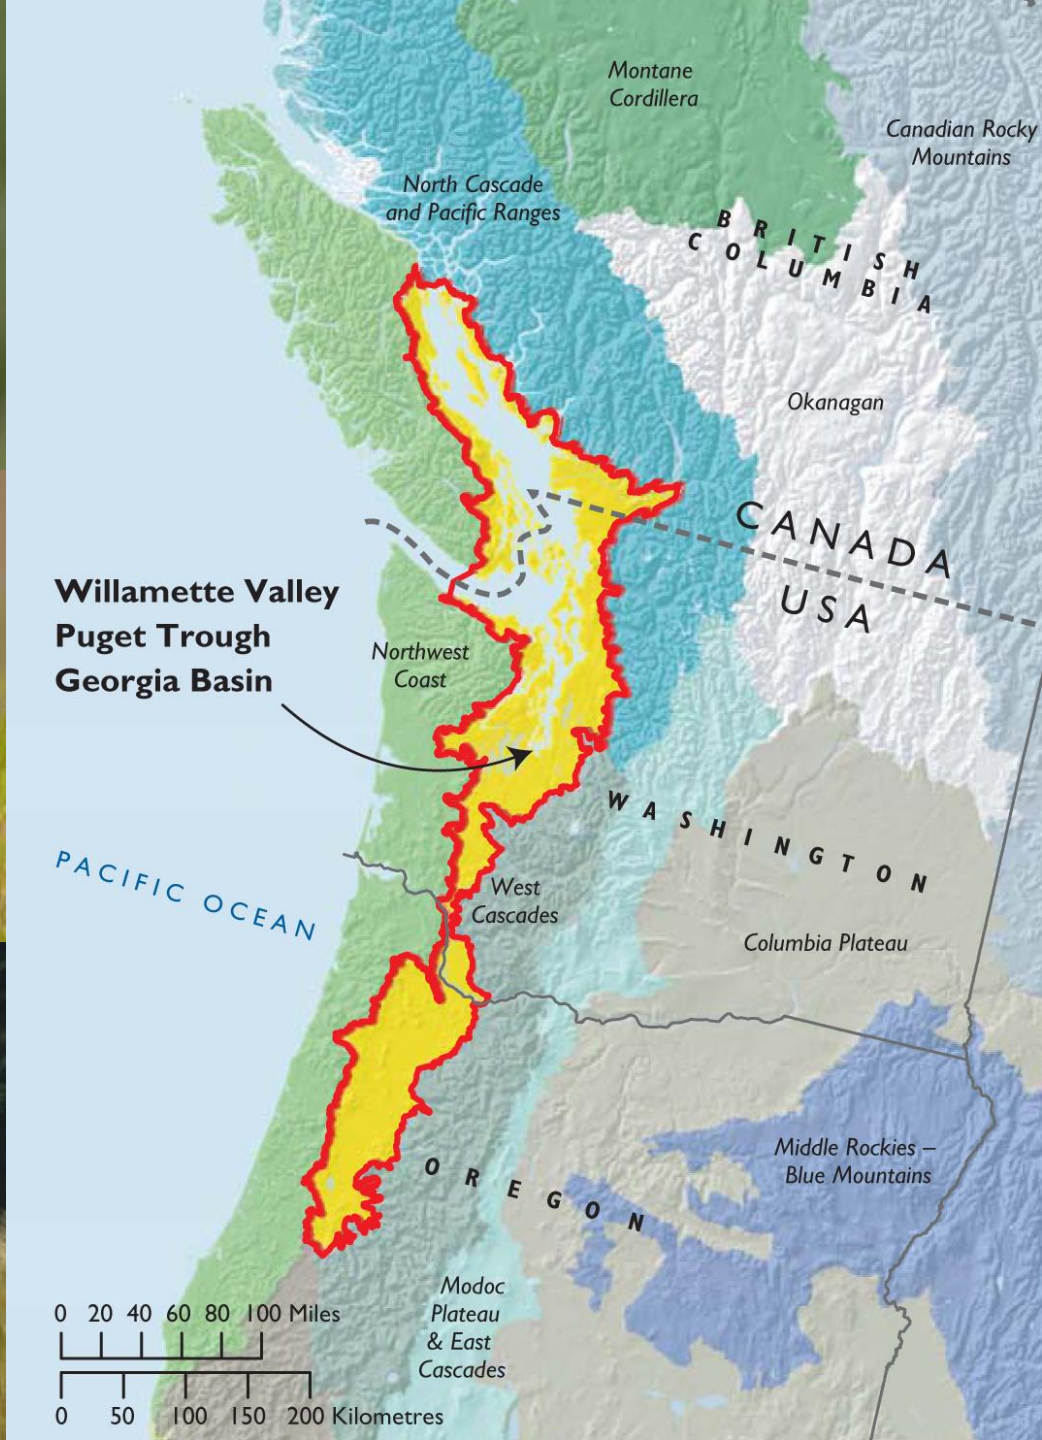 Montane
Cordillera
Canadian Rocky
Mountains
North Cascade
and Pacific Ranges
BRITISH
COLUMBIA
Okanagan
CANADA
USA
Willamette Valley
Puget Trough
Georgia Basin
Northwest
Coast
WASHINGTON
PACIFIC OCEAN
West
Cascades
Columbia Plateau
Middle Rockies –
Blue Mountains
OREGON
Modoc
Plateau
& East
Cascades
0 20 40 60 80 100 Miles
0 50 100 150 200 Kilometres